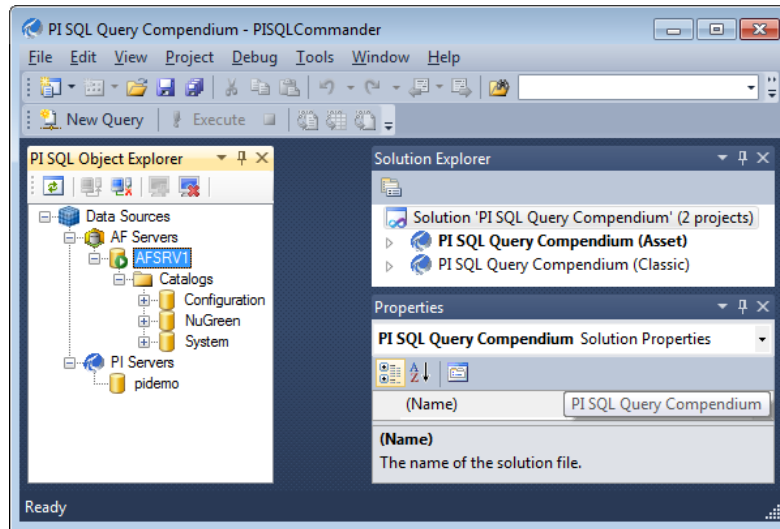 PI SQL Query Compendium - PISQLCommander
File Edit View Project Debug Tools Window Help
New Query Execute
PI SQL Object Explorer
Data Sources
AF Servers
AFSRV1
Catalogs
Configuration
NuGreen
System
PI Servers
pidemo
Solution Explorer
Solution 'PI SQL Query Compendium' (2 projects)
PI SQL Query Compendium (Asset)
PI SQL Query Compendium (Classic)
Properties
PI SQL Query Compendium Solution Properties
(Name) PI SQL Query Compendium
(Name)
The name of the solution file.
Ready